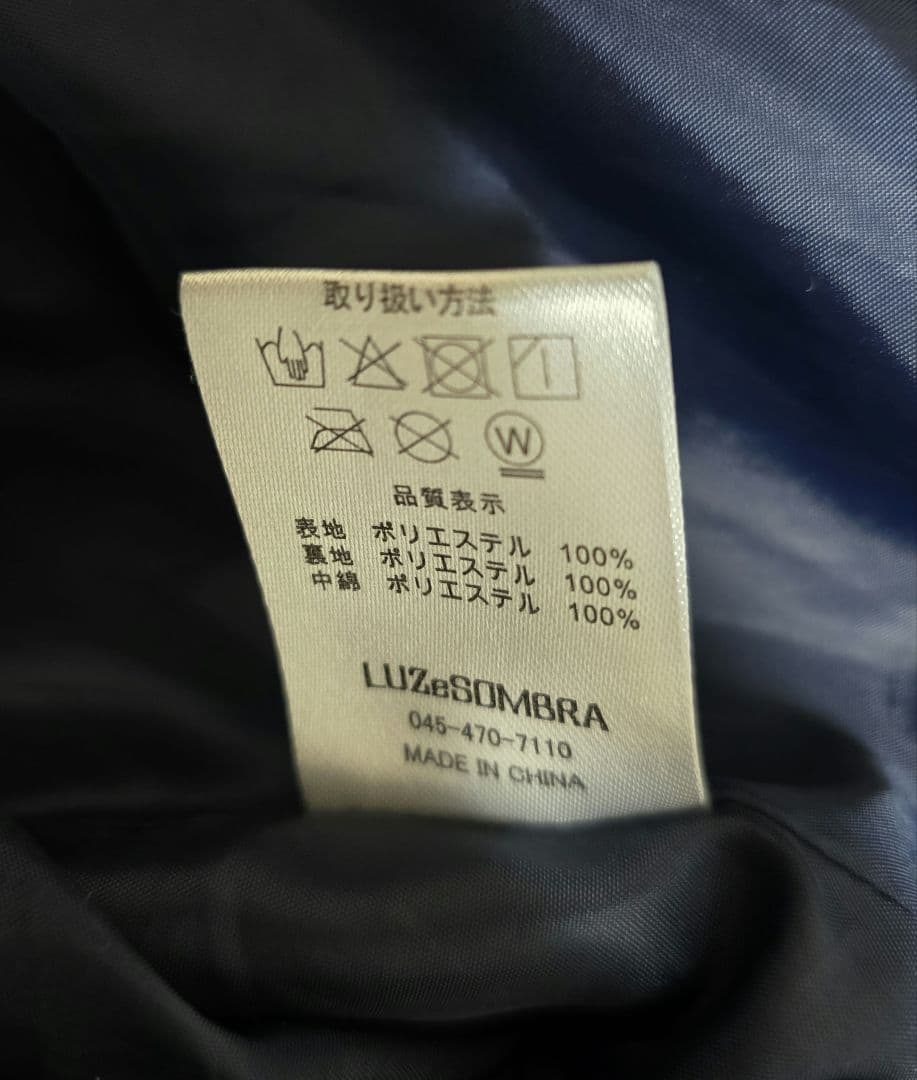 取り扱い方法
W
品質表示
表地 ポリエステル 100%
裏地 ポリエステル 100%
中綿 ポリエステル 100%
LUZeSOMBRA
045-470-7110
MADE IN CHINA